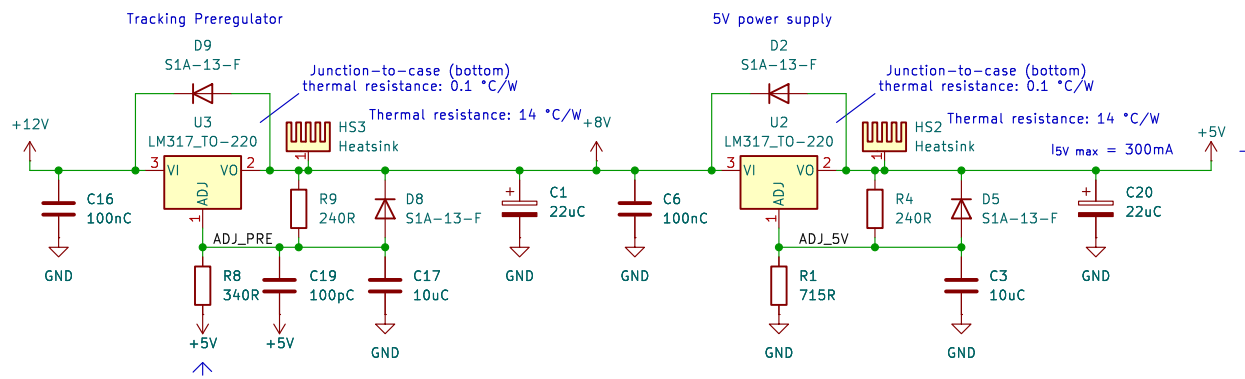 Tracking Preregulator
5V power supply
D9
S1A-13-F
D2
S1A-13-F
Junction-to-case (bottom)
thermal resistance: 0.1 °C/W
Junction-to-case (bottom)
thermal resistance: 0.1 °C/W
Thermal resistance: 14 °C/W
Thermal resistance: 14 °C/W
+12V
U3
LM317_TO-220
HS3
Heatsink
1
+8V
U2
LM317_TO-220
HS2
Heatsink
1
I5V max = 300mA
+5V
3
VI
VO
2
ADJ
1
3
VI
VO
2
ADJ
1
C16
100nC
R9
240R
D8
S1A-13-F
+
C1
22uC
C6
100nC
R4
240R
D5
S1A-13-F
+
C20
22uC
GND
ADJ_PRE
GND
GND
ADJ_5V
GND
R8
340R
C19
100pC
C17
10uC
R1
715R
C3
10uC
+5V
+5V
GND
GND
GND